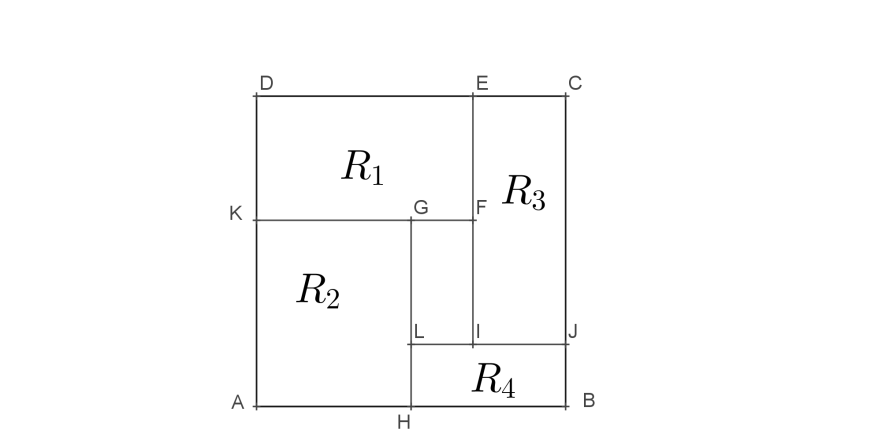 D E C
R₁
R₃
K G F
R₂
L I J
R₄
A H B